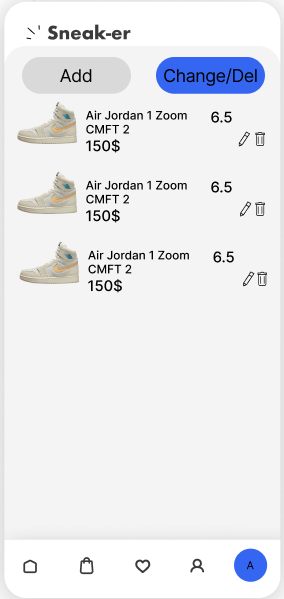 Sneak-er
Add
Change/Del
Air Jordan 1 Zoom
CMFT 2
150$
6.5
Air Jordan 1 Zoom
CMFT 2
150$
6.5
Air Jordan 1 Zoom
CMFT 2
150$
6.5
A